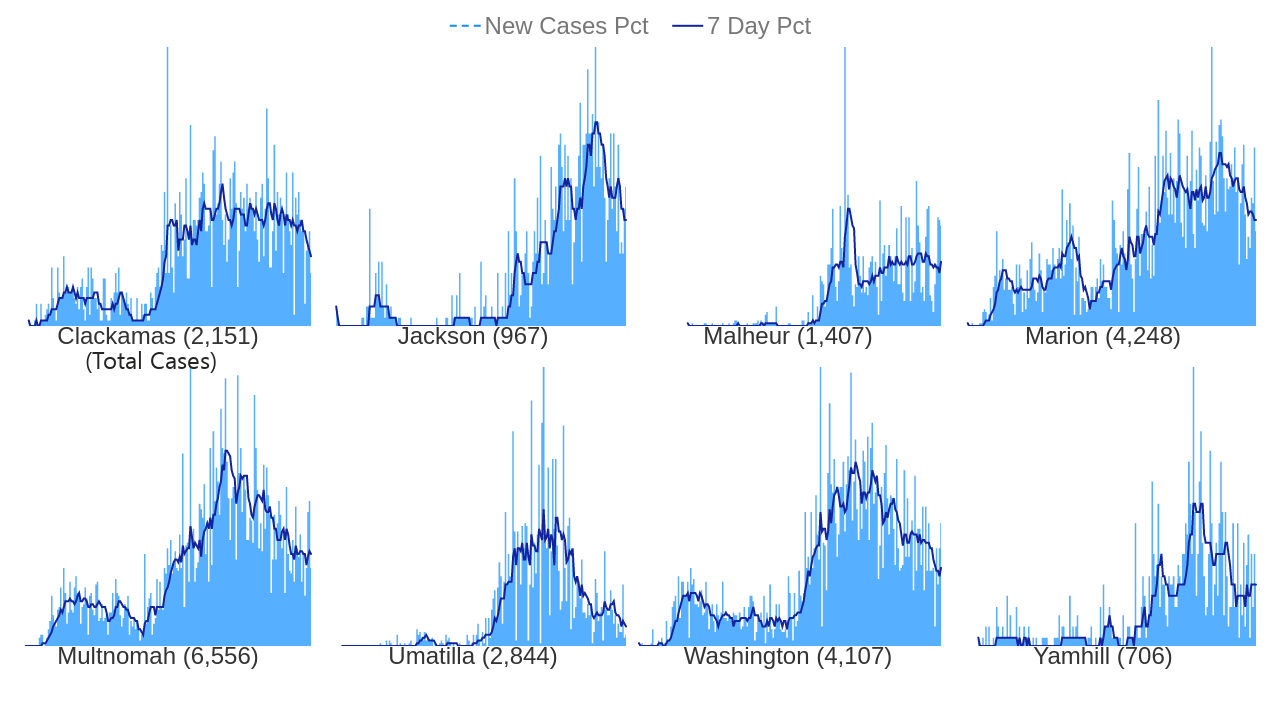 New Cases Pct 7 Day Pct
Clackamas (2,151) Jackson (967) Malheur (1,407) Marion (4,248)
(Total Cases)
Multnomah (6,556) Umatilla (2,844) Washington (4,107) Yamhill (706)